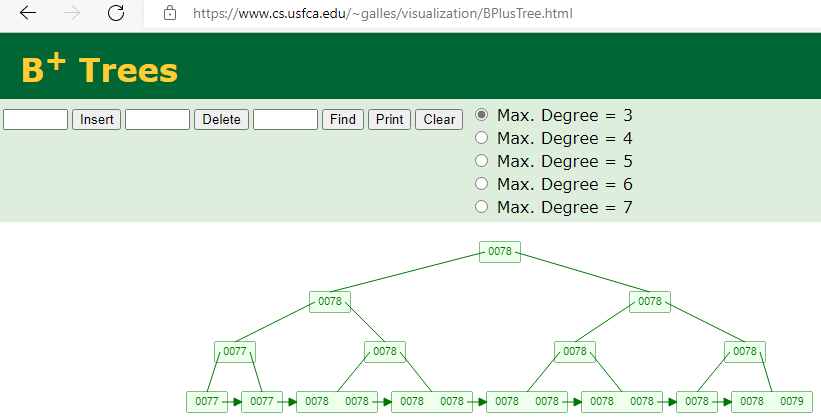 https://www.cs.usfca.edu/~galles/visualization/BPlusTree.html
B+ Trees
Insert Delete Find Print Clear
Max. Degree = 3
Max. Degree = 4
Max. Degree = 5
Max. Degree = 6
Max. Degree = 7
0078
0078 0078
0077 0078 0078 0078
0077 0077 0078 0078 0078 0078 0078 0078 0078 0078 0078 0078 0079